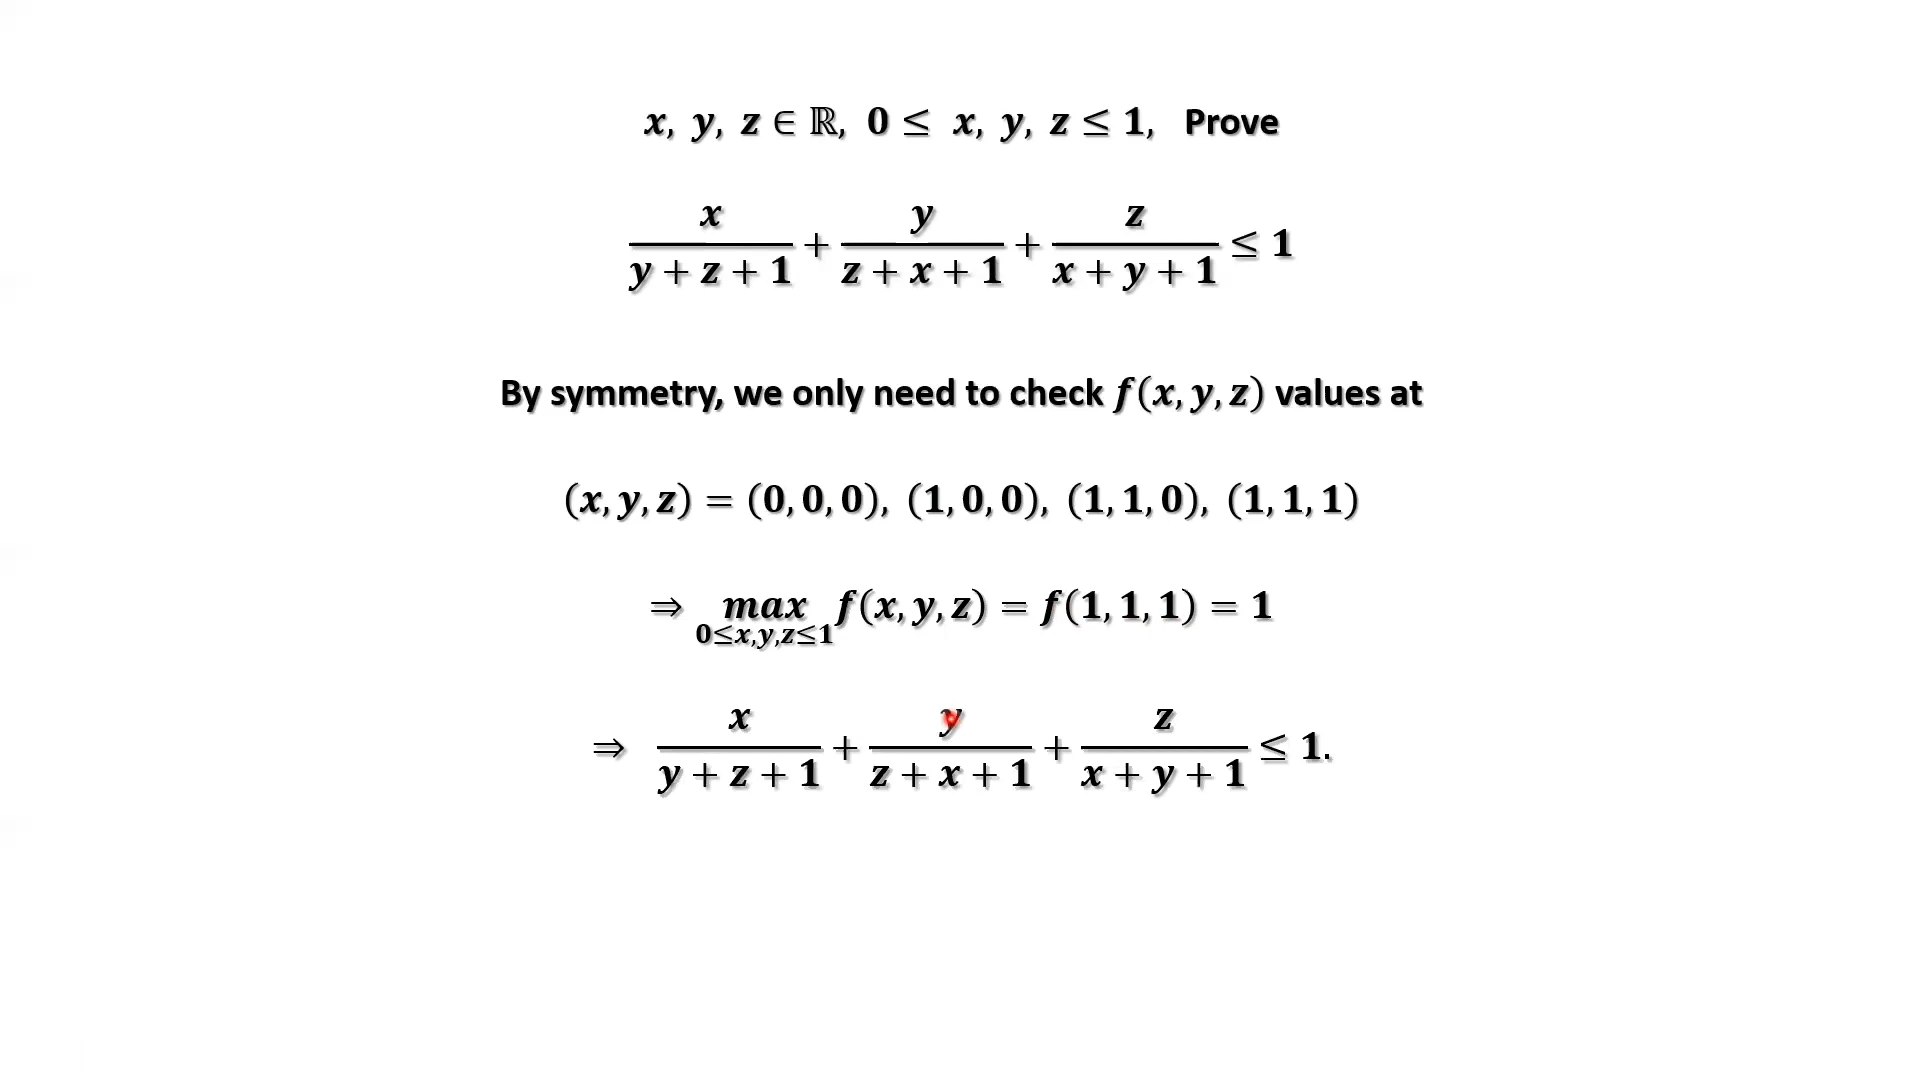 x, y, z ∈ ℝ, 0 ≤ x, y, z ≤ 1, Prove
x/(y + z + 1) + y/(z + x + 1) + z/(x + y + 1) ≤ 1
By symmetry, we only need to check f(x, y, z) values at
(x, y, z) = (0, 0, 0), (1, 0, 0), (1, 1, 0), (1, 1, 1)
⇒ max f(x, y, z) = f(1, 1, 1) = 1
0≤x,y,z≤1
⇒ x/(y + z + 1) + y/(z + x + 1) + z/(x + y + 1) ≤ 1.